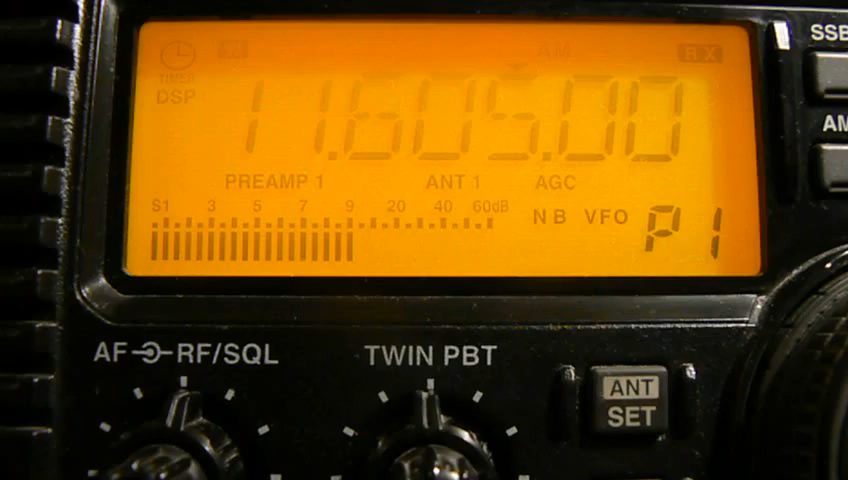 TIMER
W
AM
RX
DSP
11.605.00
PREAMP 1 ANT 1 AGC
S1 3 5 7 9 20 40 60dB
NB VFO P1
SSB
AM
AF RF/SQL
TWIN PBT
ANT
SET